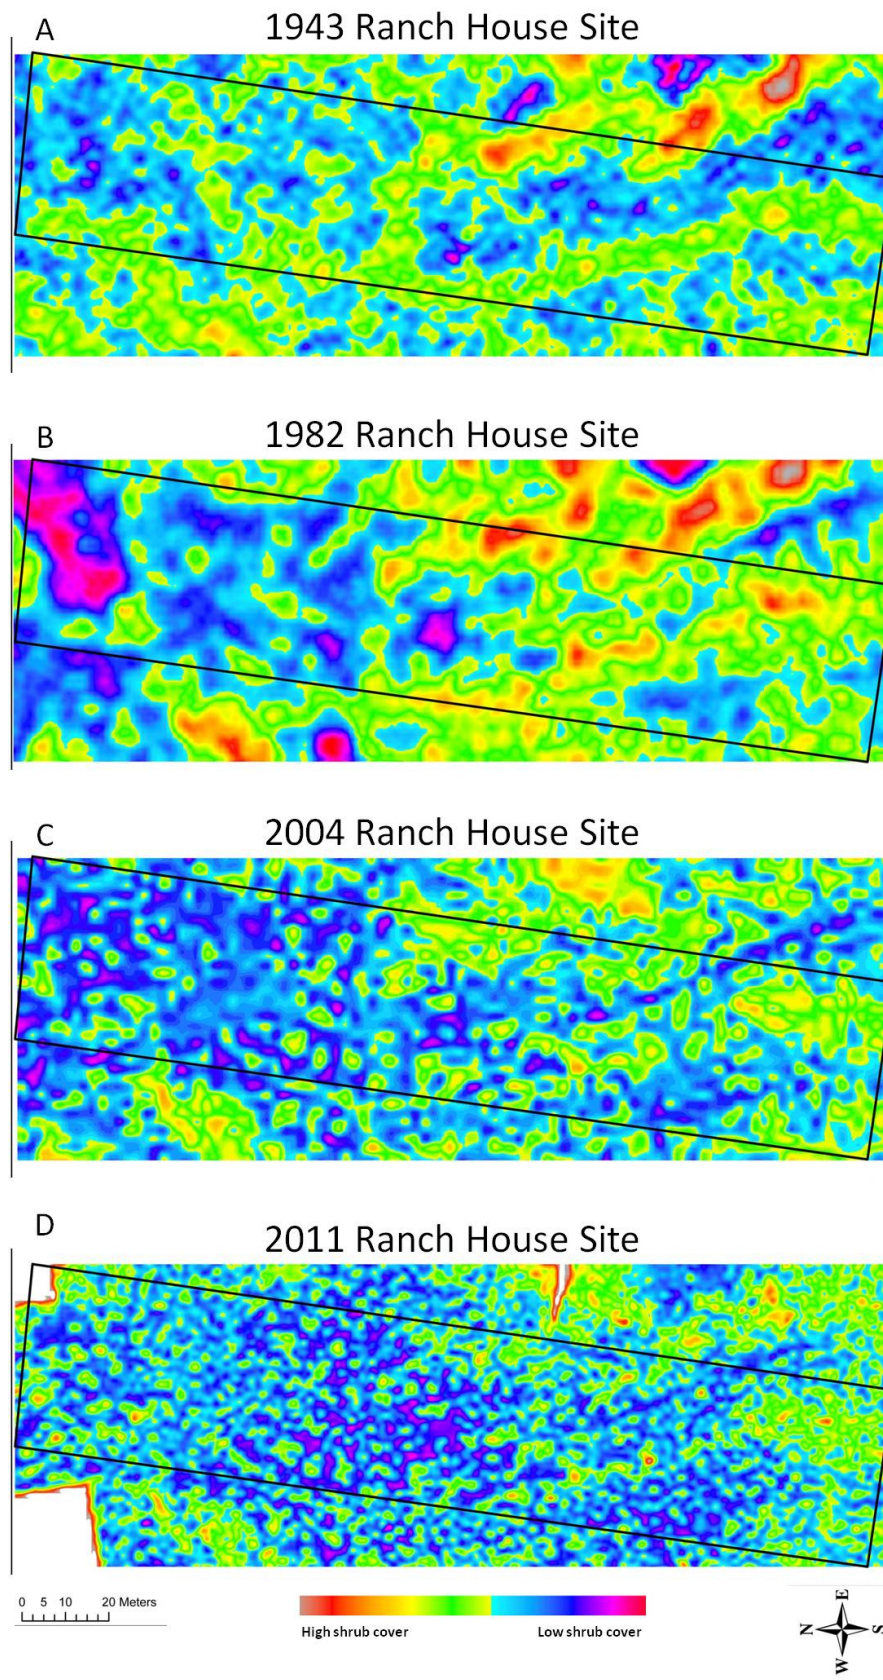 A
1943 Ranch House Site
B
1982 Ranch House Site
C
2004 Ranch House Site
D
2011 Ranch House Site
0 5 10 20 Meters
High shrub cover
Low shrub cover
E
N
S
W